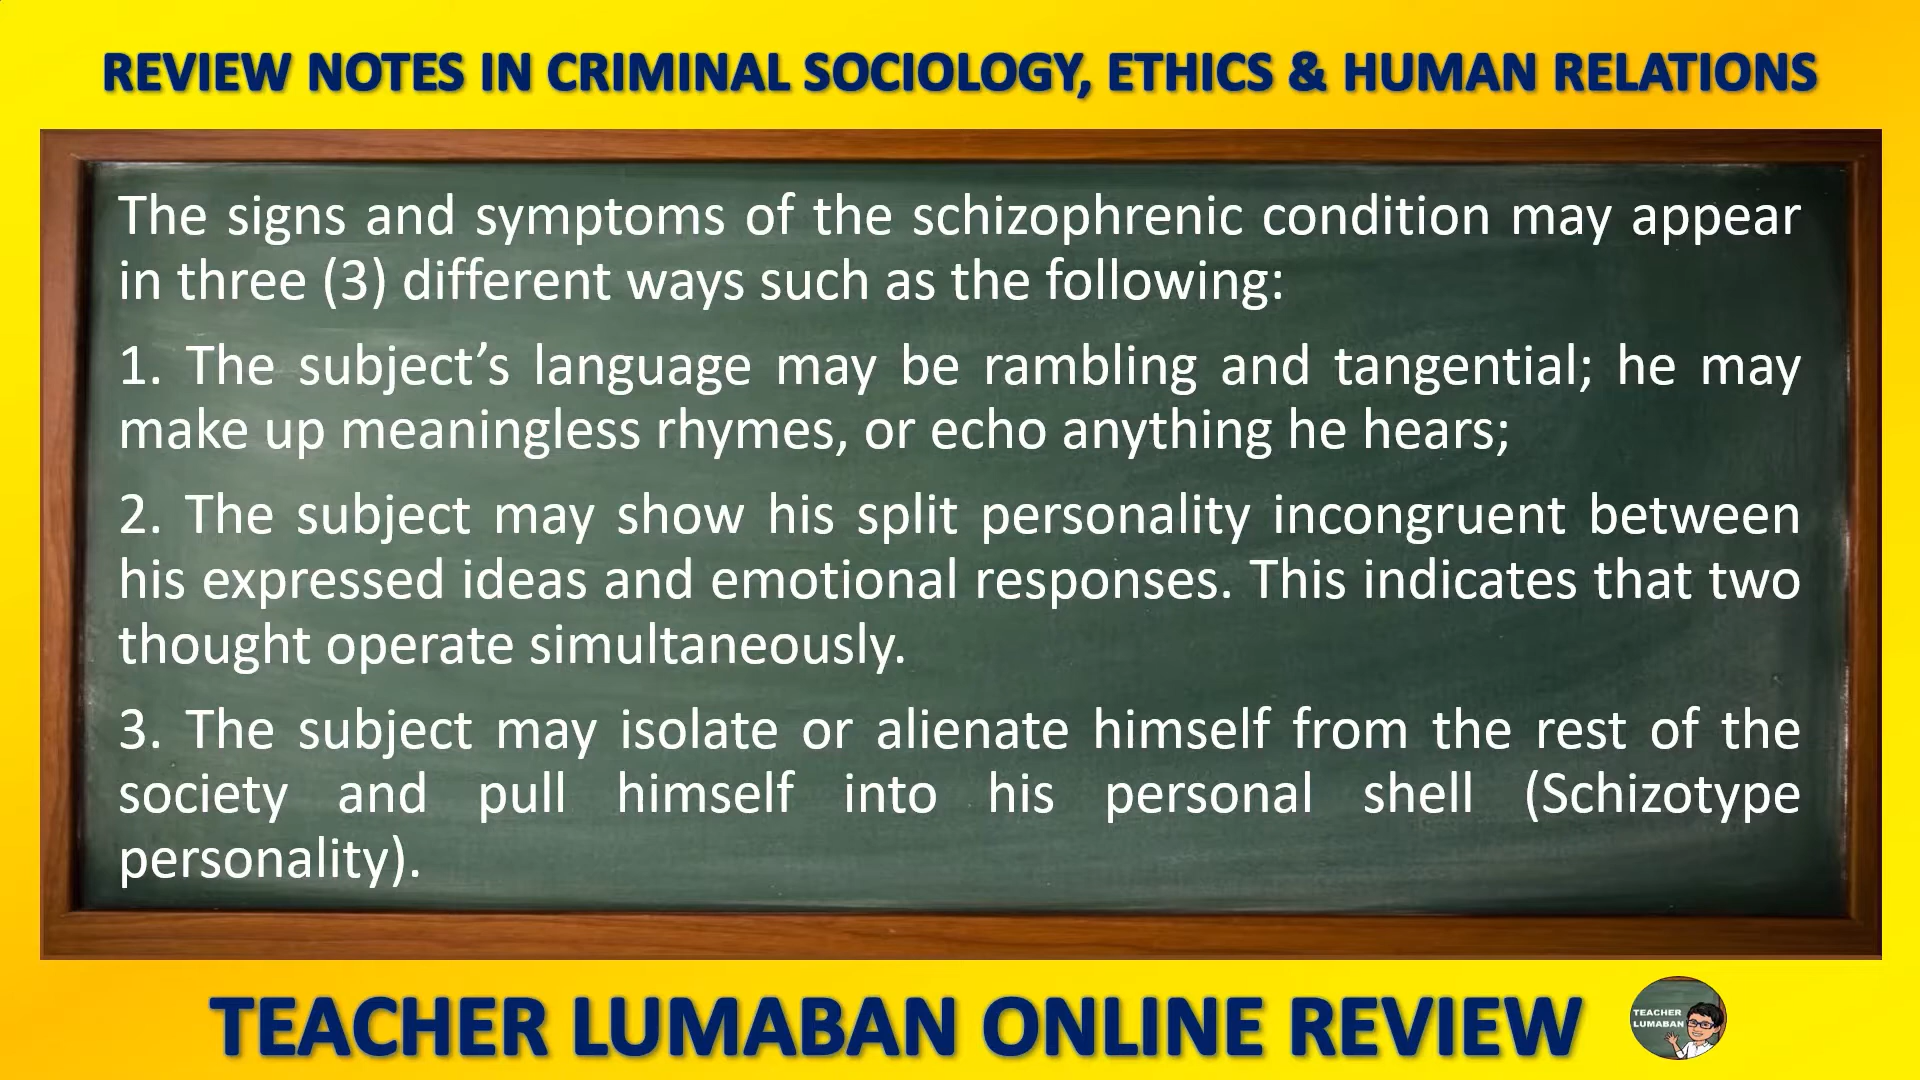 REVIEW NOTES IN CRIMINAL SOCIOLOGY, ETHICS & HUMAN RELATIONS
The signs and symptoms of the schizophrenic condition may appear
in three (3) different ways such as the following:
1. The subject’s language may be rambling and tangential; he may
make up meaningless rhymes, or echo anything he hears;
2. The subject may show his split personality incongruent between
his expressed ideas and emotional responses. This indicates that two
thought operate simultaneously.
3. The subject may isolate or alienate himself from the rest of the
society and pull himself into his personal shell (Schizotype
personality).
TEACHER LUMABAN ONLINE REVIEW
TEACHER
LUMABAN